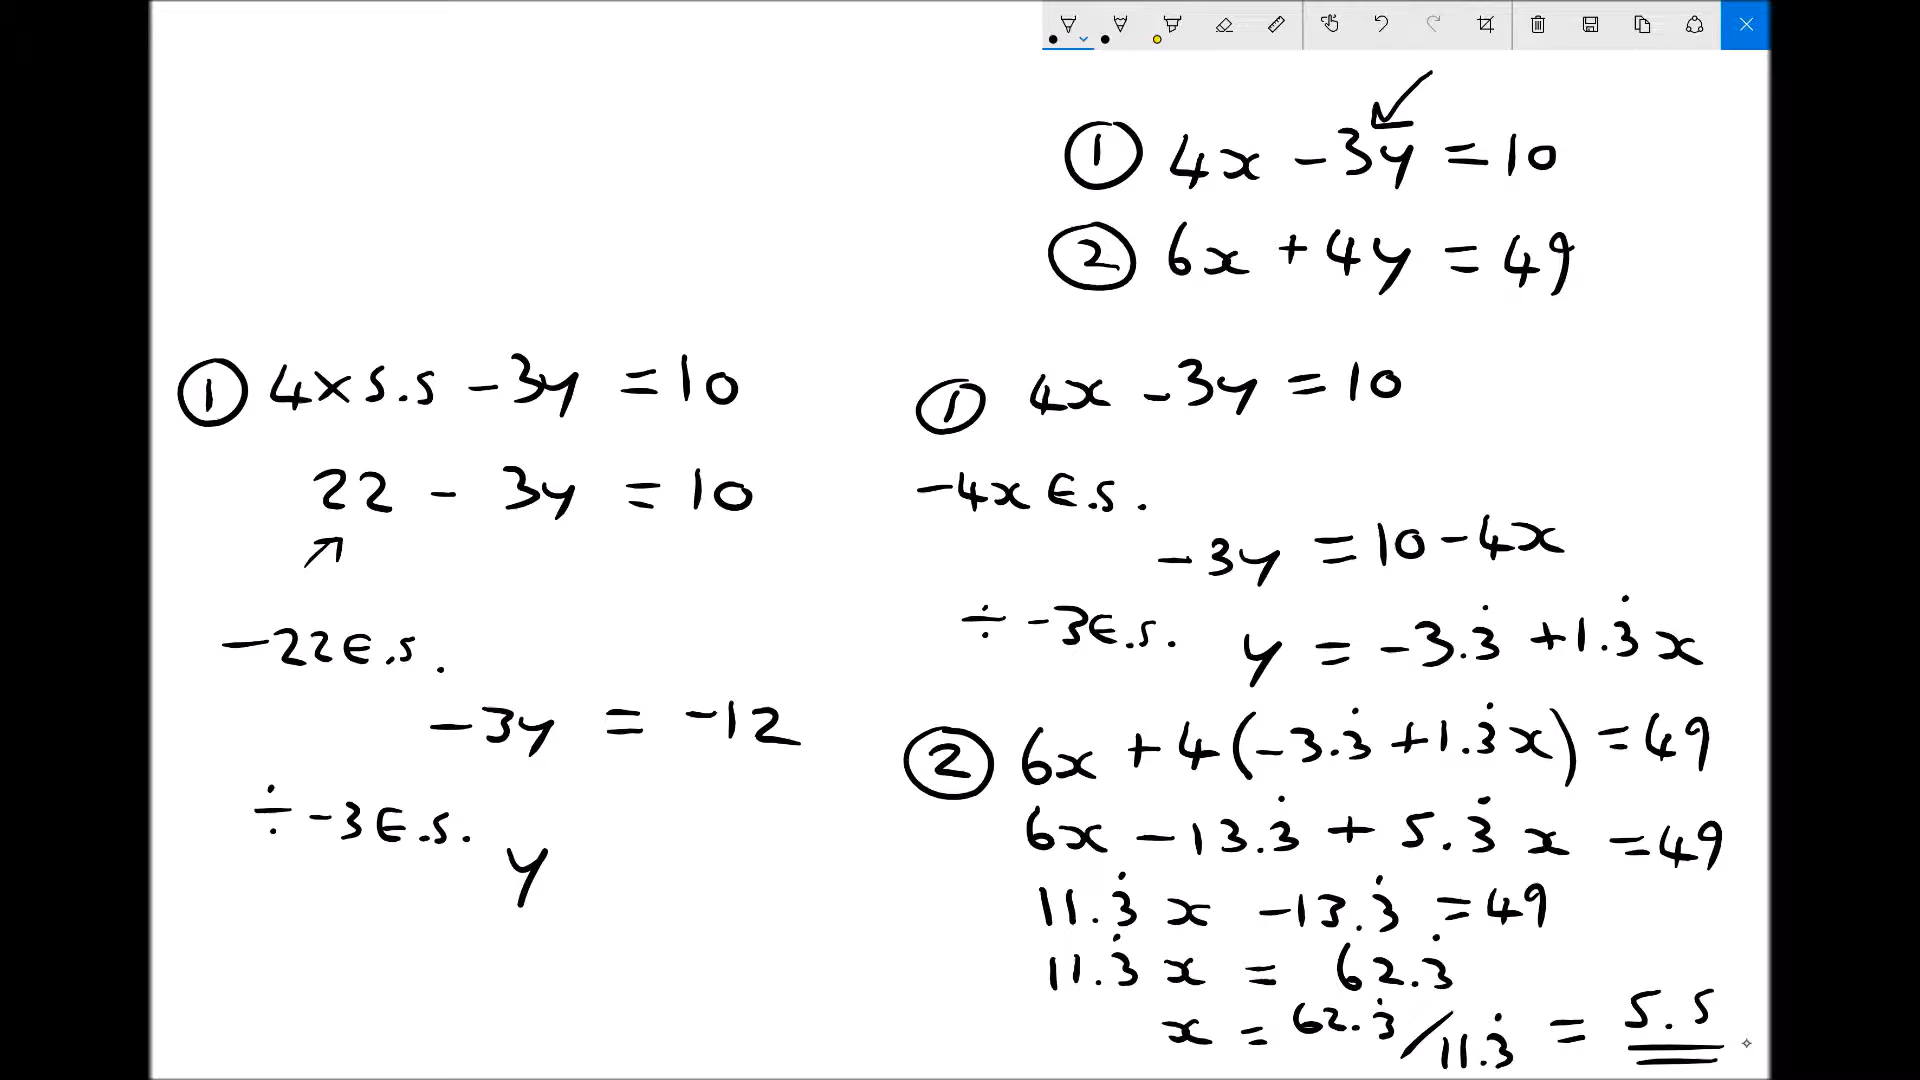 ① 4x - 3y = 10
② 6x + 4y = 49
① 4×5.5 - 3y = 10
22 - 3y = 10
-22 E.S.
-3y = -12
÷ -3 E.S.
y
① 4x - 3y = 10
-4x E.S.
-3y = 10 - 4x
÷ -3 E.S. y = -3.3̇ + 1.3̇x
② 6x + 4(-3.3̇ + 1.3̇x) = 49
6x - 13.3̇ + 5.3̇x = 49
11.3̇x - 13.3̇ = 49
11.3̇x = 62.3̇
x = 62.3̇/11.3̇ = 5.5